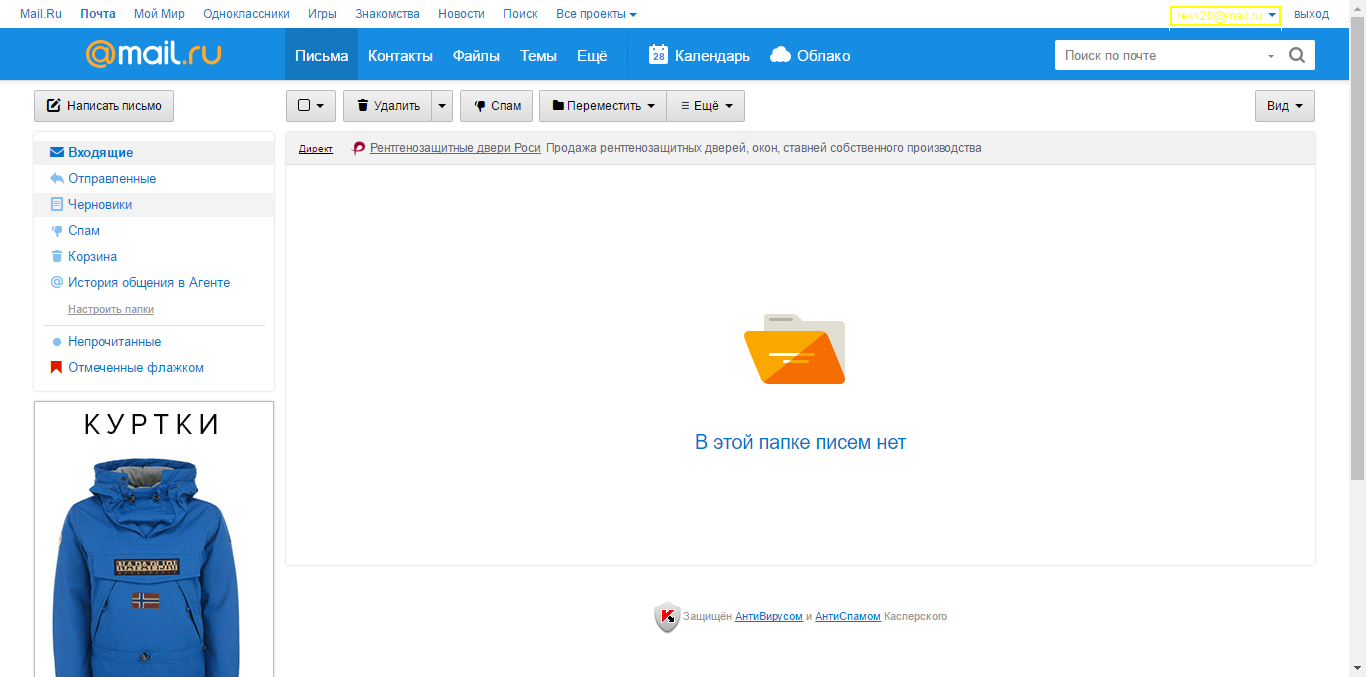 Mail.Ru Почта Мой Мир Одноклассники Игры Знакомства Новости Поиск Все проекты выход
@mail.ru Письма Контакты Файлы Темы Ещё 28 Календарь Облако Поиск по почте
Написать письмо Удалить Спам Переместить Ещё Вид
Директ Рентгенозащитные двери Роси Продажа рентгенозащитных дверей, окон, ставней собственного производства
Входящие
Отправленные
Черновики
Спам
Корзина
История общения в Агенте
Настроить папки
Непрочитанные
Отмеченные флажком
В этой папке писем нет
КУРТКИ
NAPAPIJRI
Защищён АнтиВирусом и АнтиСпамом Касперского